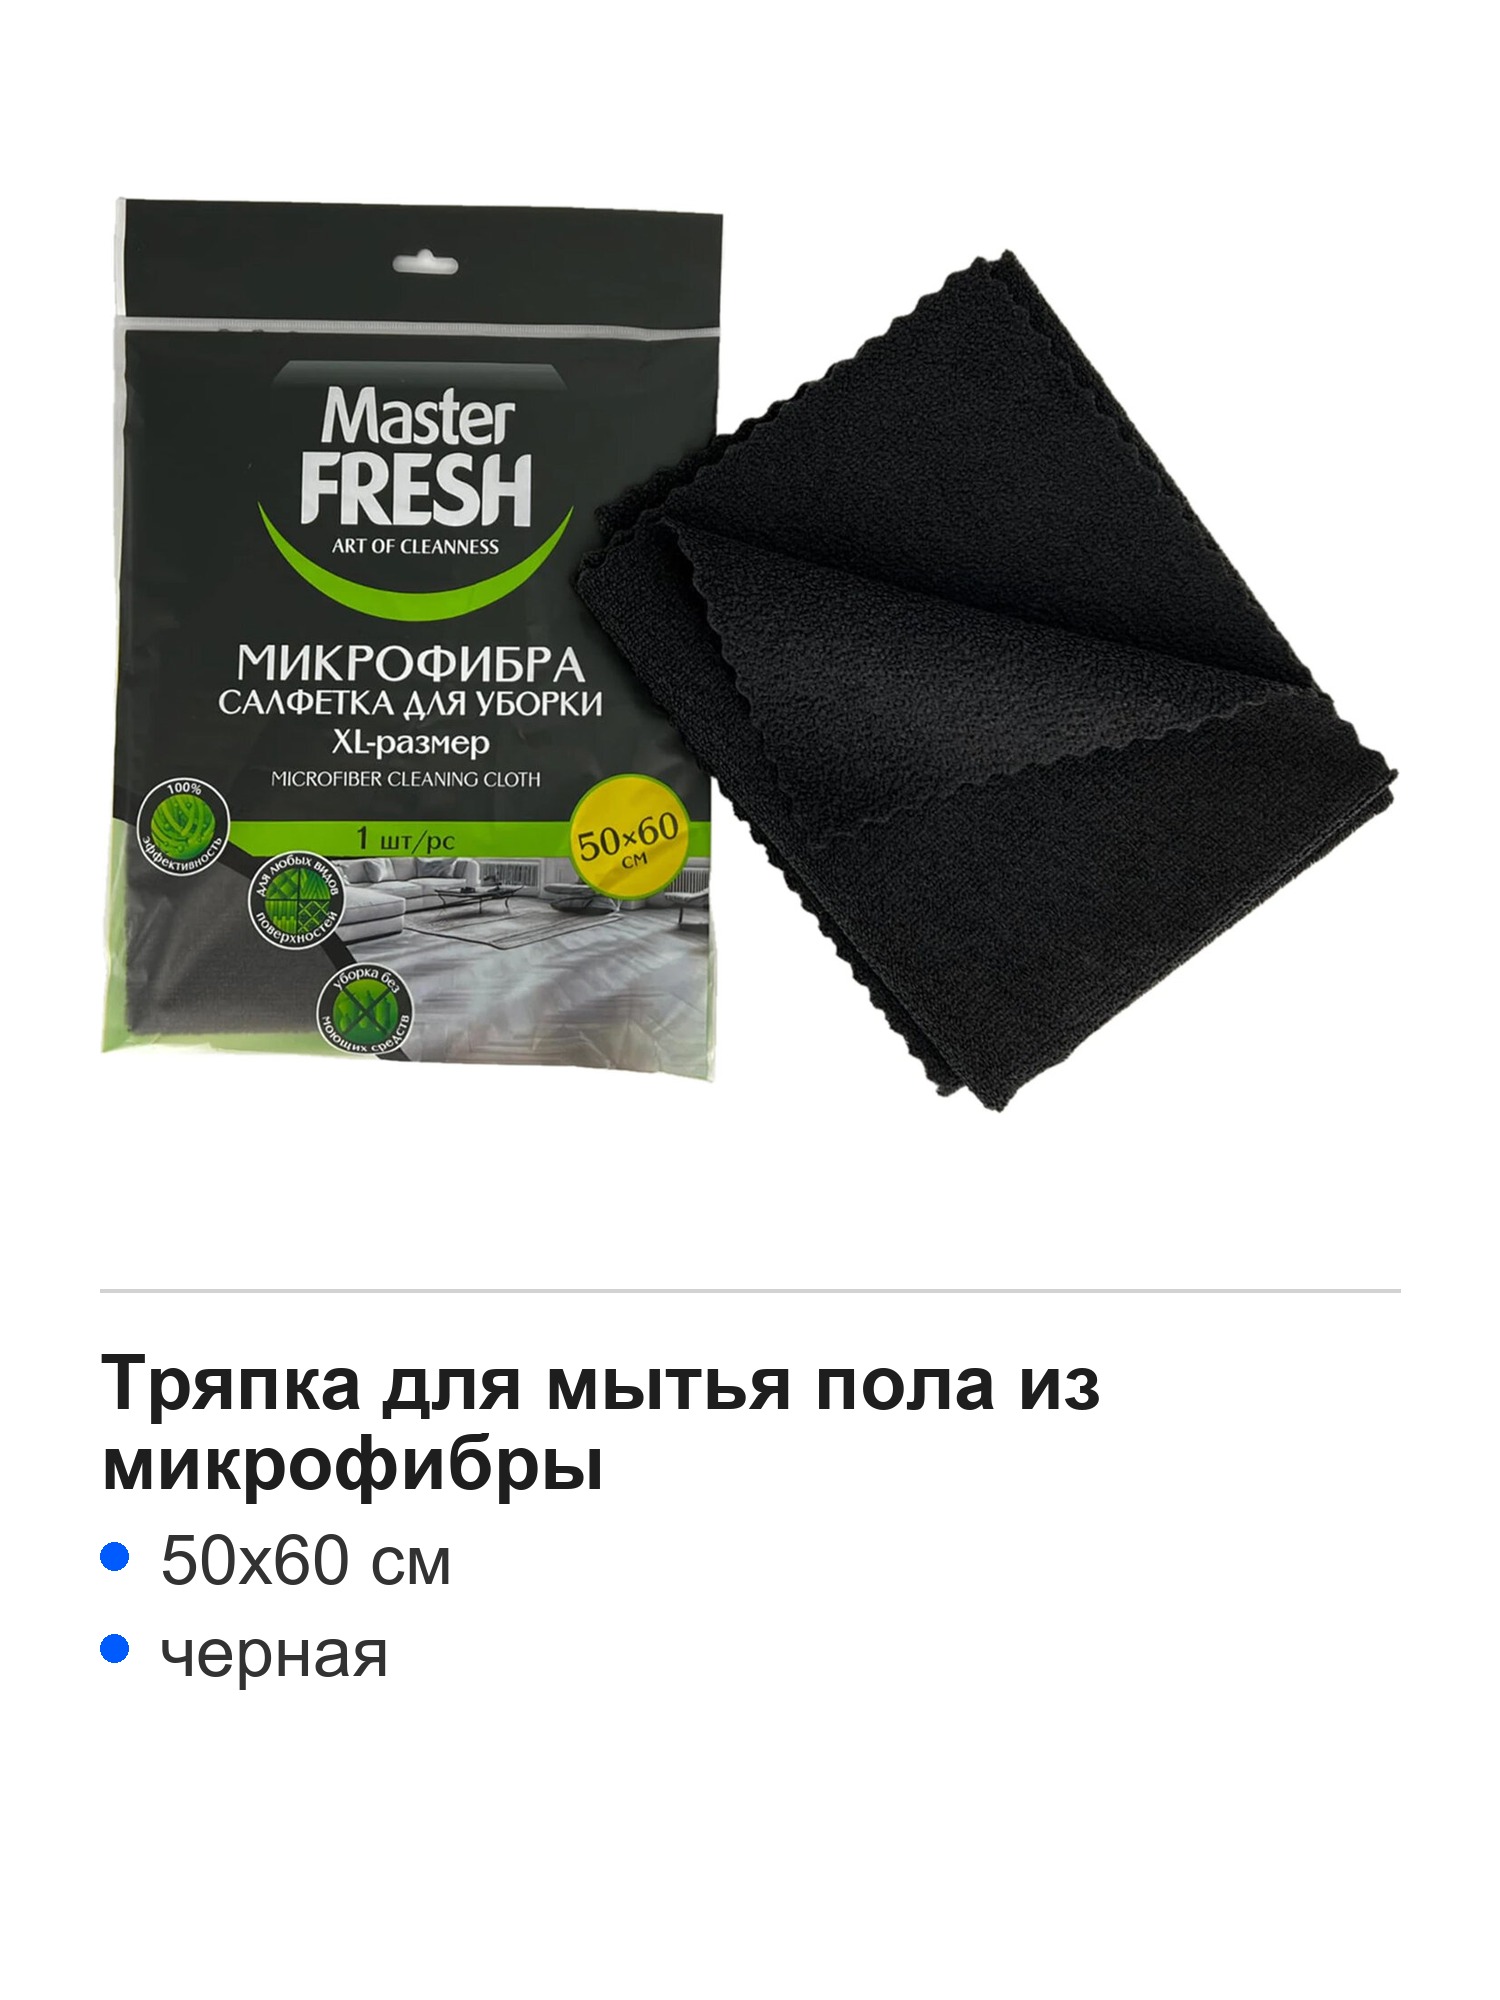 Master
FRESH
ART OF CLEANNESS
МИКРОФИБРА
САЛФЕТКА ДЛЯ УБОРКИ
XL-размер
MICROFIBER CLEANING CLOTH
100%
эффективность
1 шт/pc
50×60
см
для любых видов
поверхностей
уборка без
моющих средств
Тряпка для мытья пола из
микрофибры
50х60 см
черная